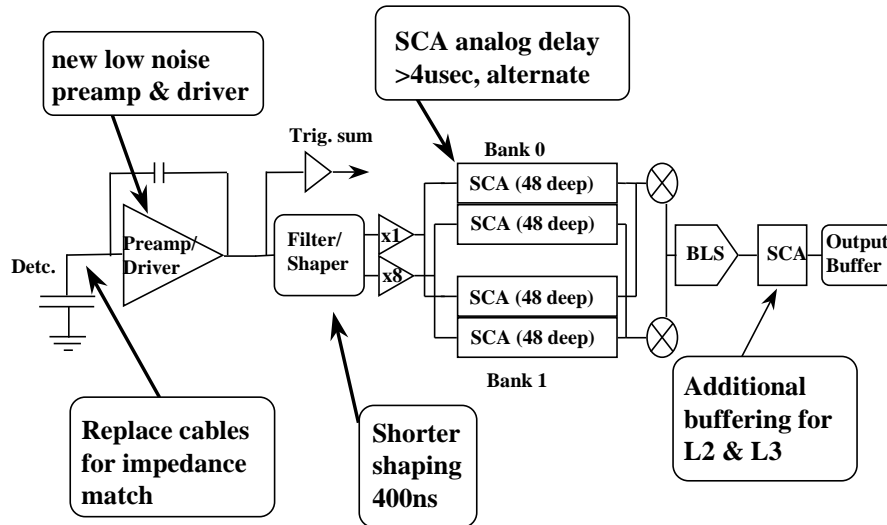 new low noise
preamp & driver
SCA analog delay
>4usec, alternate
Trig. sum
Bank 0
SCA (48 deep)
SCA (48 deep)
Preamp/
Driver
Filter/
Shaper
x1
x8
Detc.
BLS
SCA
Output
Buffer
SCA (48 deep)
SCA (48 deep)
Bank 1
Replace cables
for impedance
match
Shorter
shaping
400ns
Additional
buffering for
L2 & L3